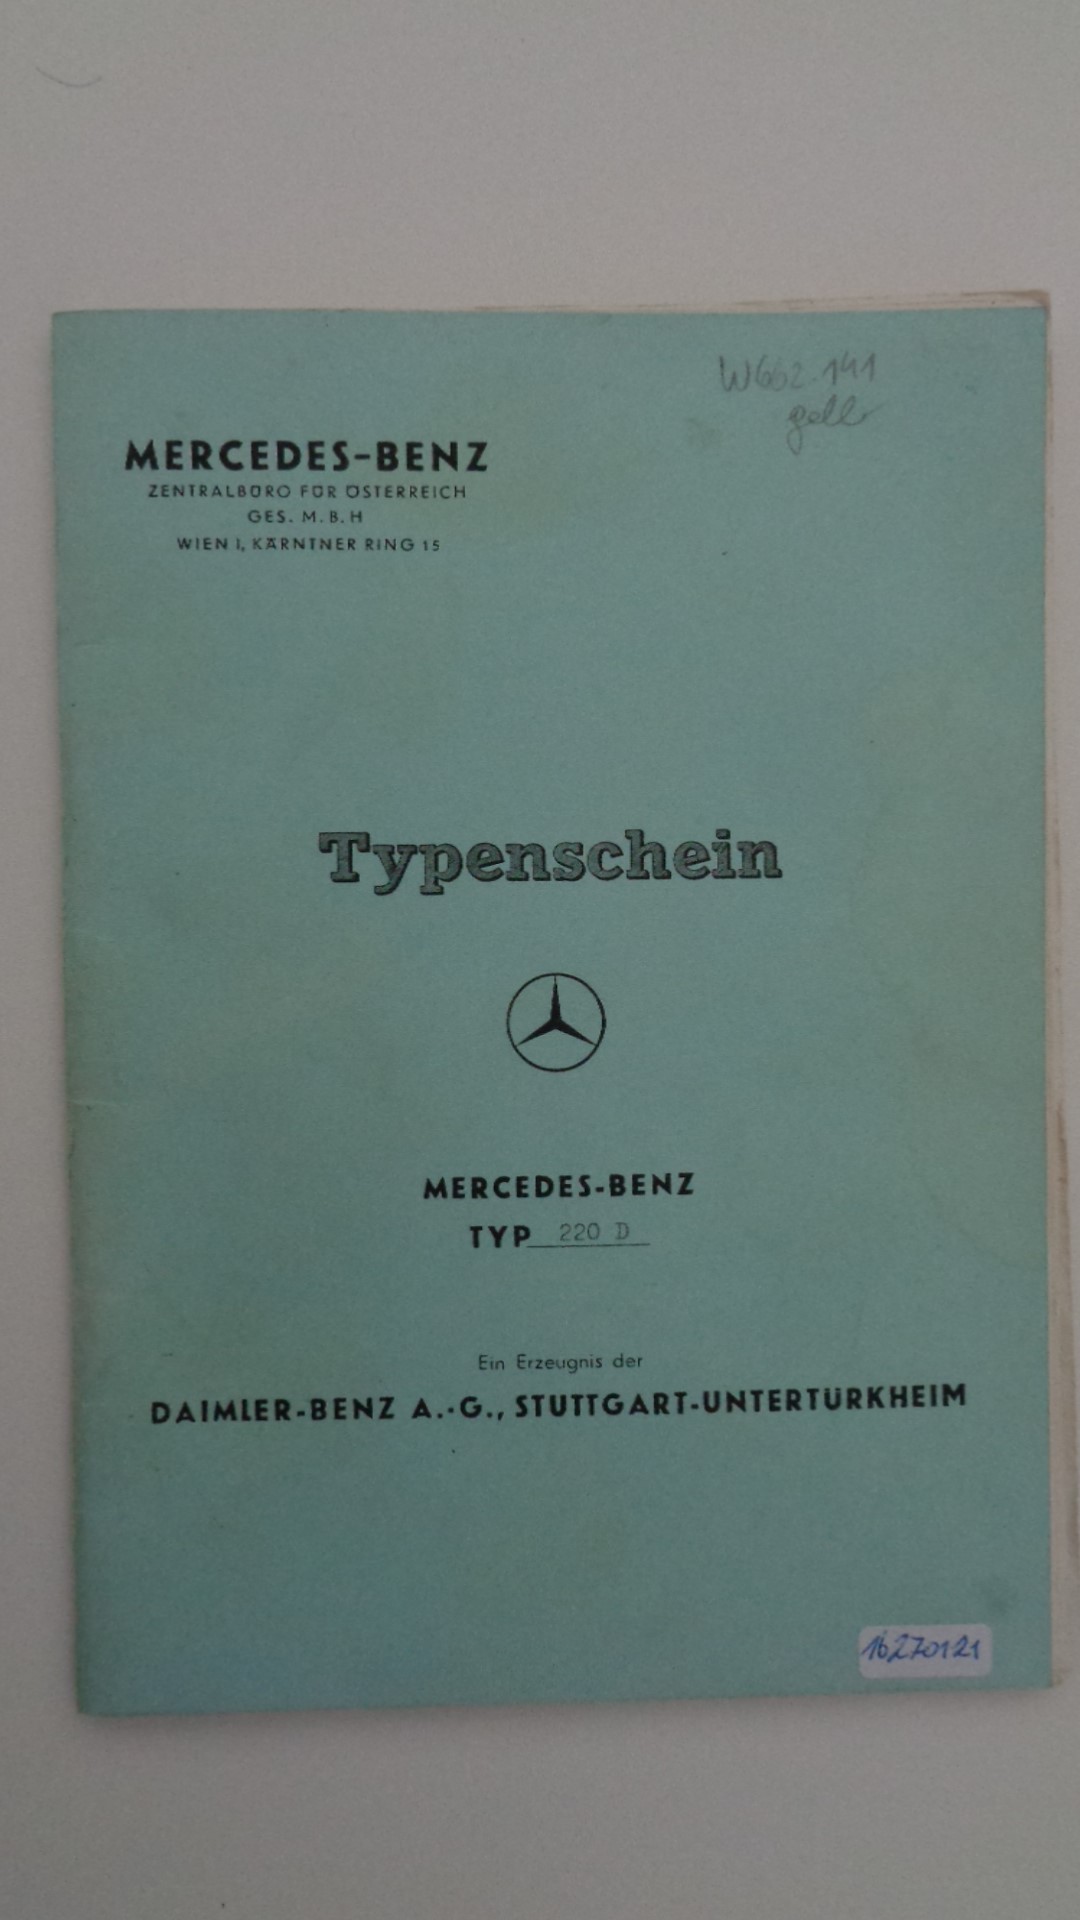 W662.141
gelb
MERCEDES-BENZ
ZENTRALBÜRO FÜR ÖSTERREICH
GES. M. B. H
WIEN I, KÄRNTNER RING 15
Typenschein
MERCEDES-BENZ
TYP 220 D
Ein Erzeugnis der
DAIMLER-BENZ A.-G., STUTTGART-UNTERTÜRKHEIM
16270121